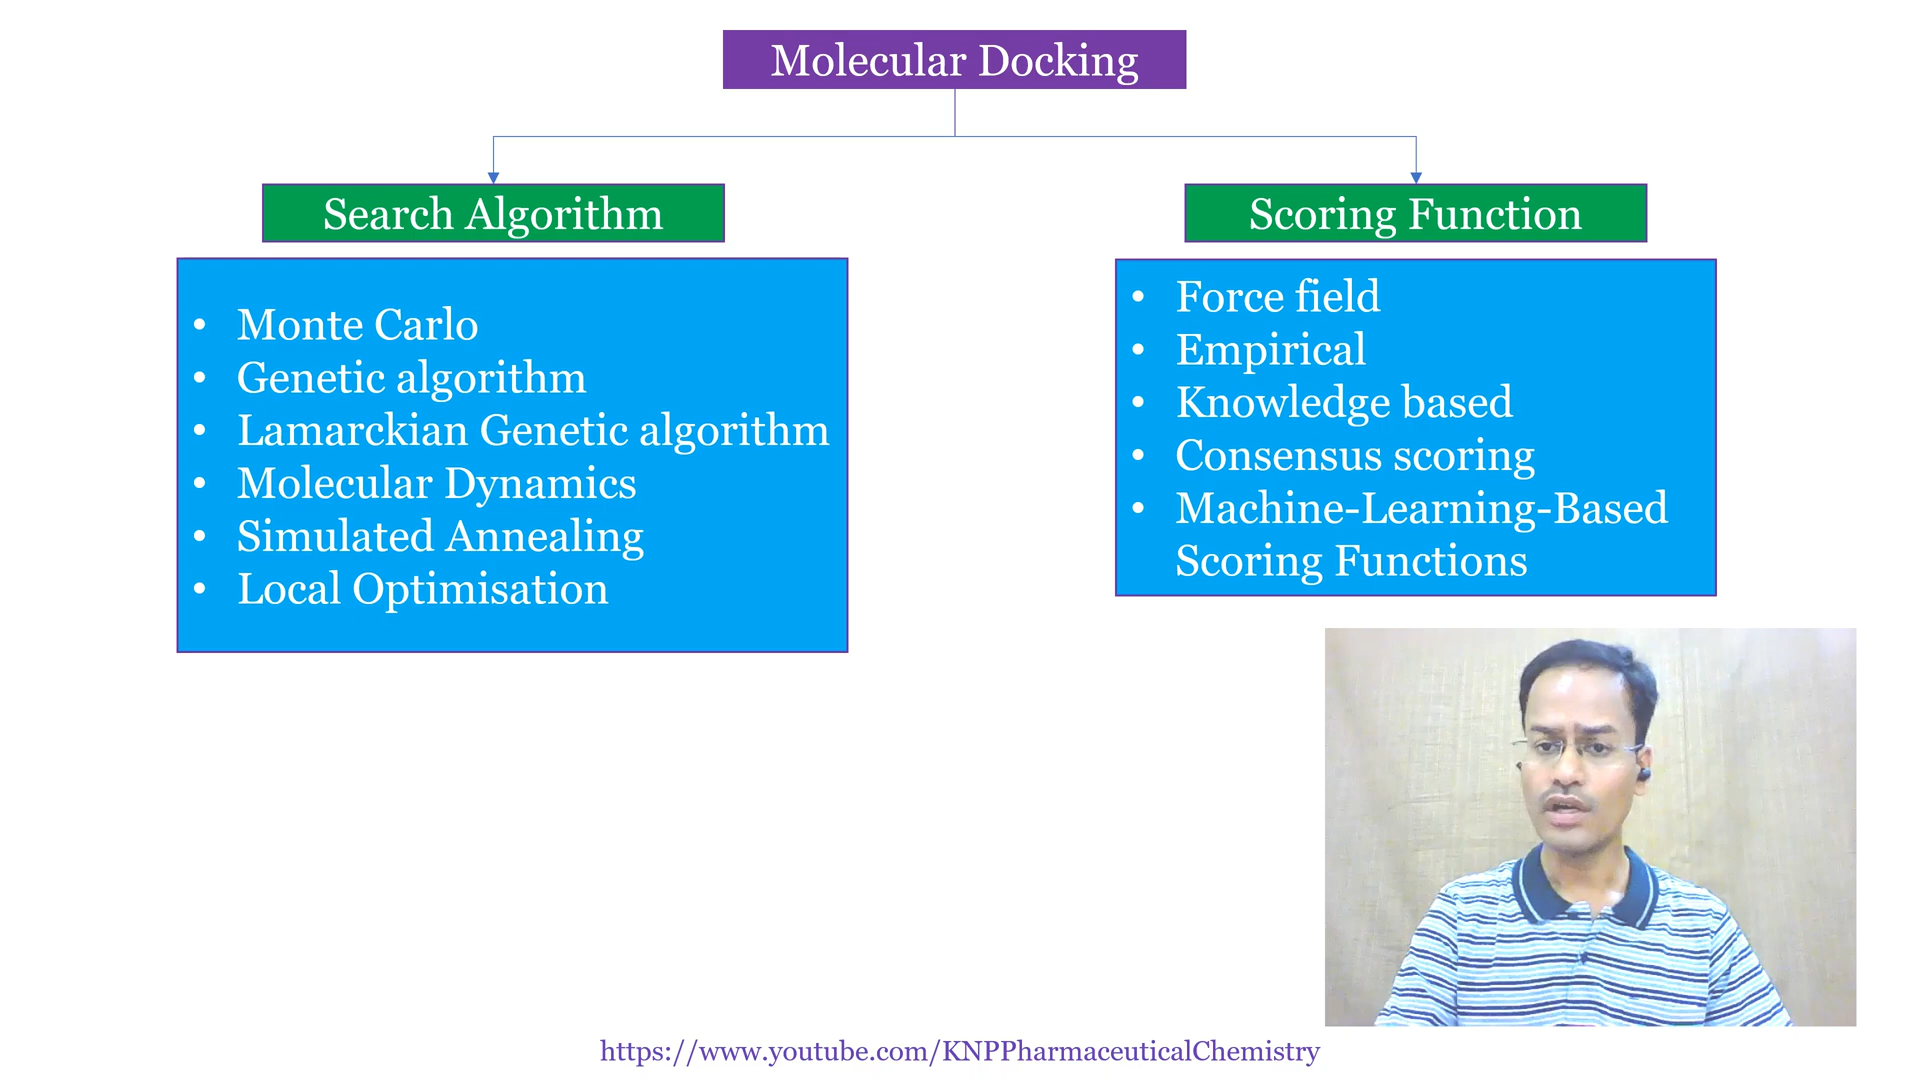 Molecular Docking
Search Algorithm
• Monte Carlo
• Genetic algorithm
• Lamarckian Genetic algorithm
• Molecular Dynamics
• Simulated Annealing
• Local Optimisation
Scoring Function
• Force field
• Empirical
• Knowledge based
• Consensus scoring
• Machine-Learning-Based
Scoring Functions
https://www.youtube.com/KNPPharmaceuticalChemistry